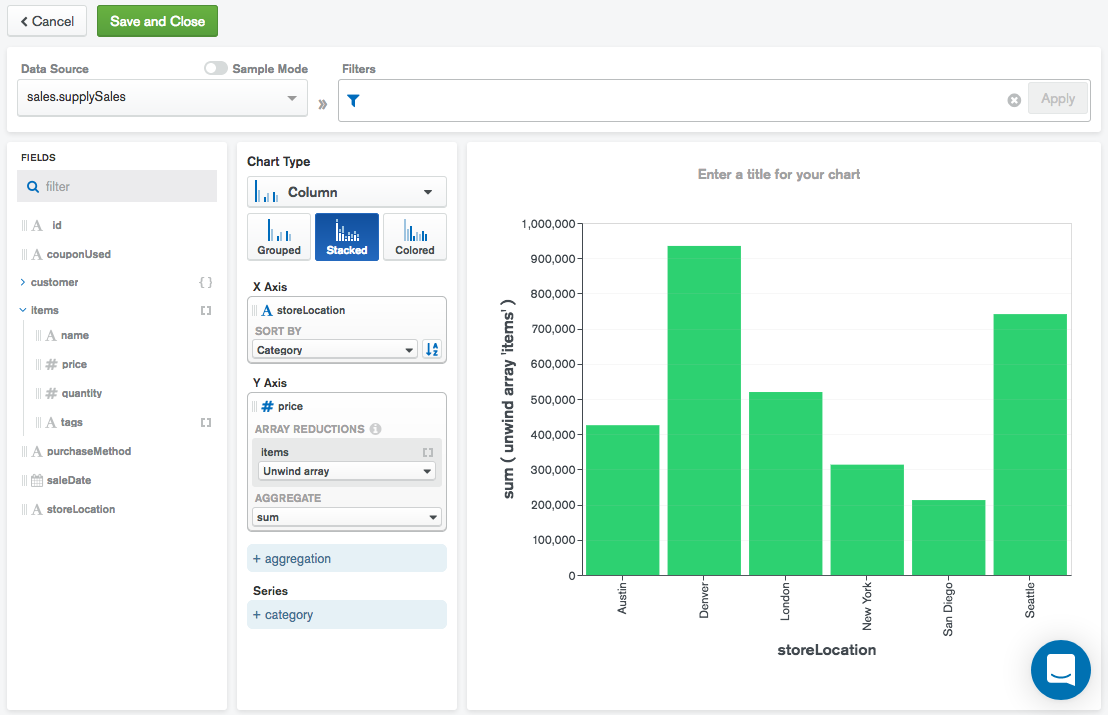 Cancel
Save and Close
Data Source
Sample Mode
Filters
sales.supplySales
»
Apply
FIELDS
filter
A id
A couponUsed
customer { }
items [ ]
A name
# price
# quantity
A tags [ ]
A purchaseMethod
saleDate
A storeLocation
Chart Type
Column
Grouped
Stacked
Colored
X Axis
A storeLocation
SORT BY
Category
A
Z
Y Axis
# price
ARRAY REDUCTIONS i
items [ ]
Unwind array
AGGREGATE
sum
+ aggregation
Series
+ category
Enter a title for your chart
sum ( unwind array 'items' )
1,000,000
900,000
800,000
700,000
600,000
500,000
400,000
300,000
200,000
100,000
0
Austin
Denver
London
New York
San Diego
Seattle
storeLocation